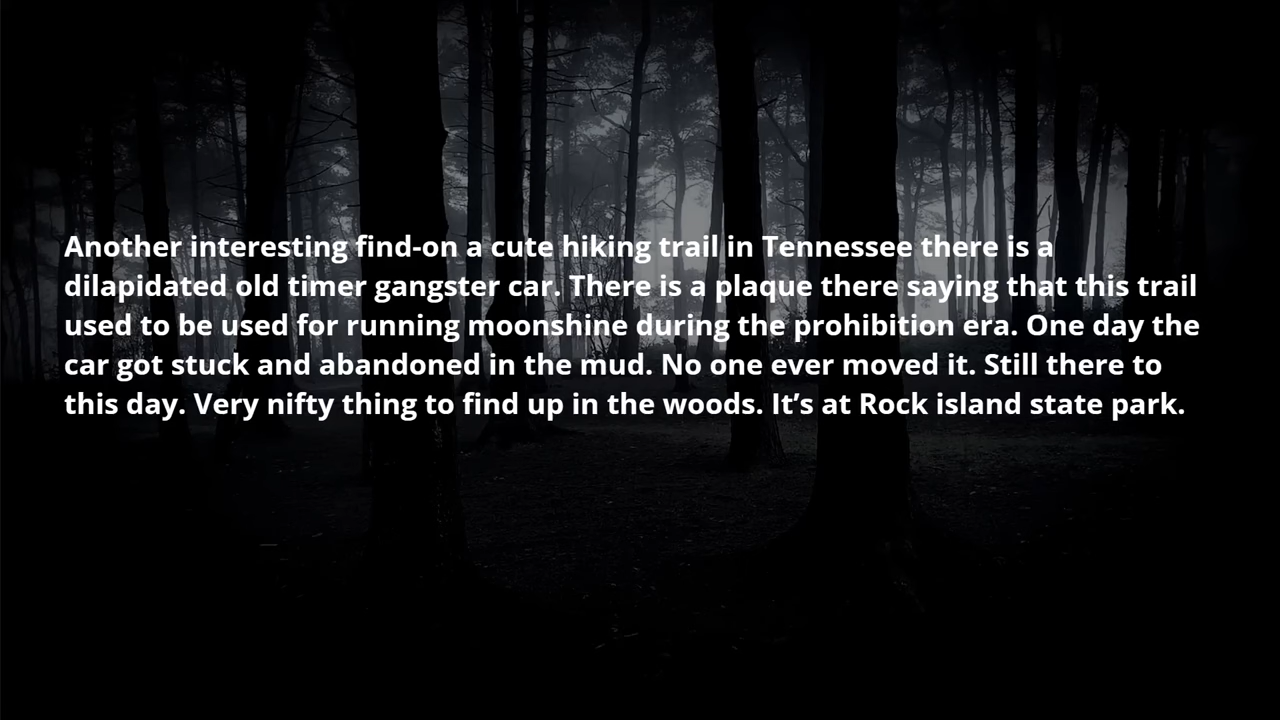 Another interesting find-on a cute hiking trail in Tennessee there is a
dilapidated old timer gangster car. There is a plaque there saying that this trail
used to be used for running moonshine during the prohibition era. One day the
car got stuck and abandoned in the mud. No one ever moved it. Still there to
this day. Very nifty thing to find up in the woods. It’s at Rock island state park.